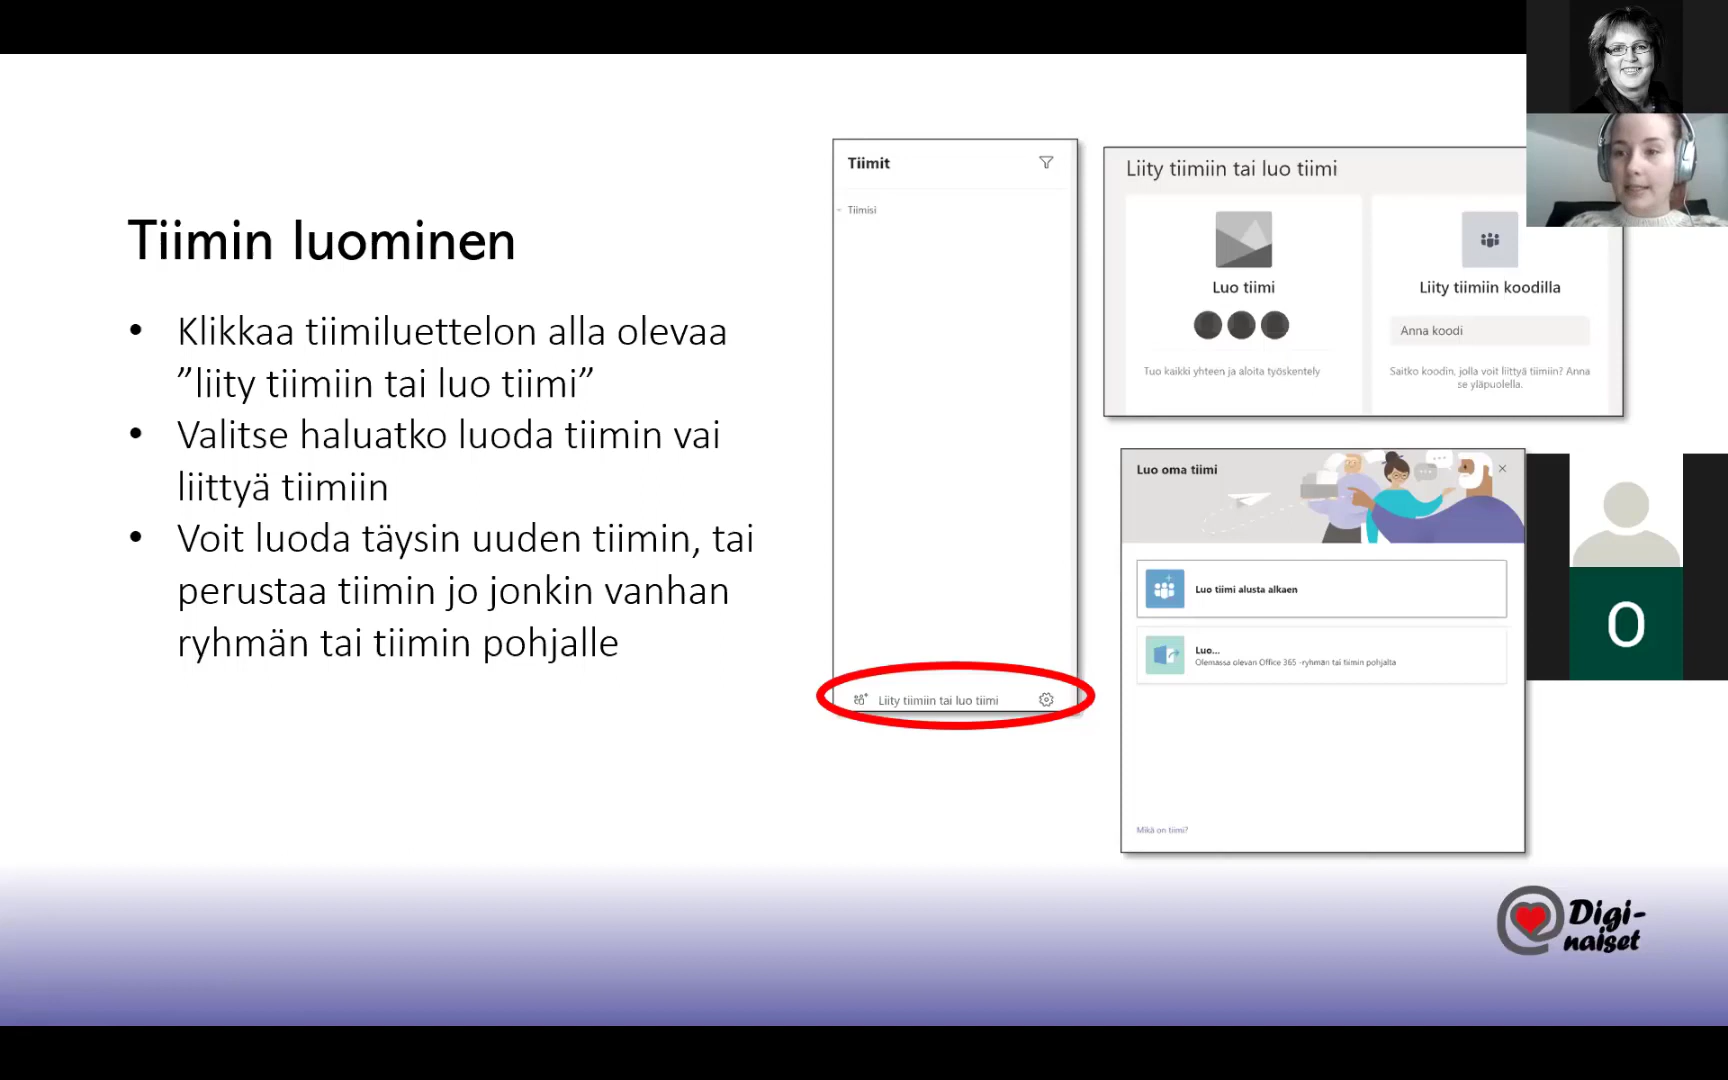 Tiimin luominen
• Klikkaa tiimiluettelon alla olevaa
”liity tiimiin tai luo tiimi”
• Valitse haluatko luoda tiimin vai
liittyä tiimiin
• Voit luoda täysin uuden tiimin, tai
perustaa tiimin jo jonkin vanhan
ryhmän tai tiimin pohjalle
Tiimit
Tiimisi
Liity tiimiin tai luo tiimi
Liity tiimiin tai luo tiimi
Luo tiimi
Tuo kaikki yhteen ja aloita työskentely
Liity tiimiin koodilla
Anna koodi
Saitko koodin, jolla voit liittyä tiimiin? Anna
se yläpuolella.
Luo oma tiimi
Luo tiimi alusta alkaen
Luo...
Olemassa olevan Office 365 -ryhmän tai tiimin pohjalta
Mikä on tiimi?
O
Digi-
naiset